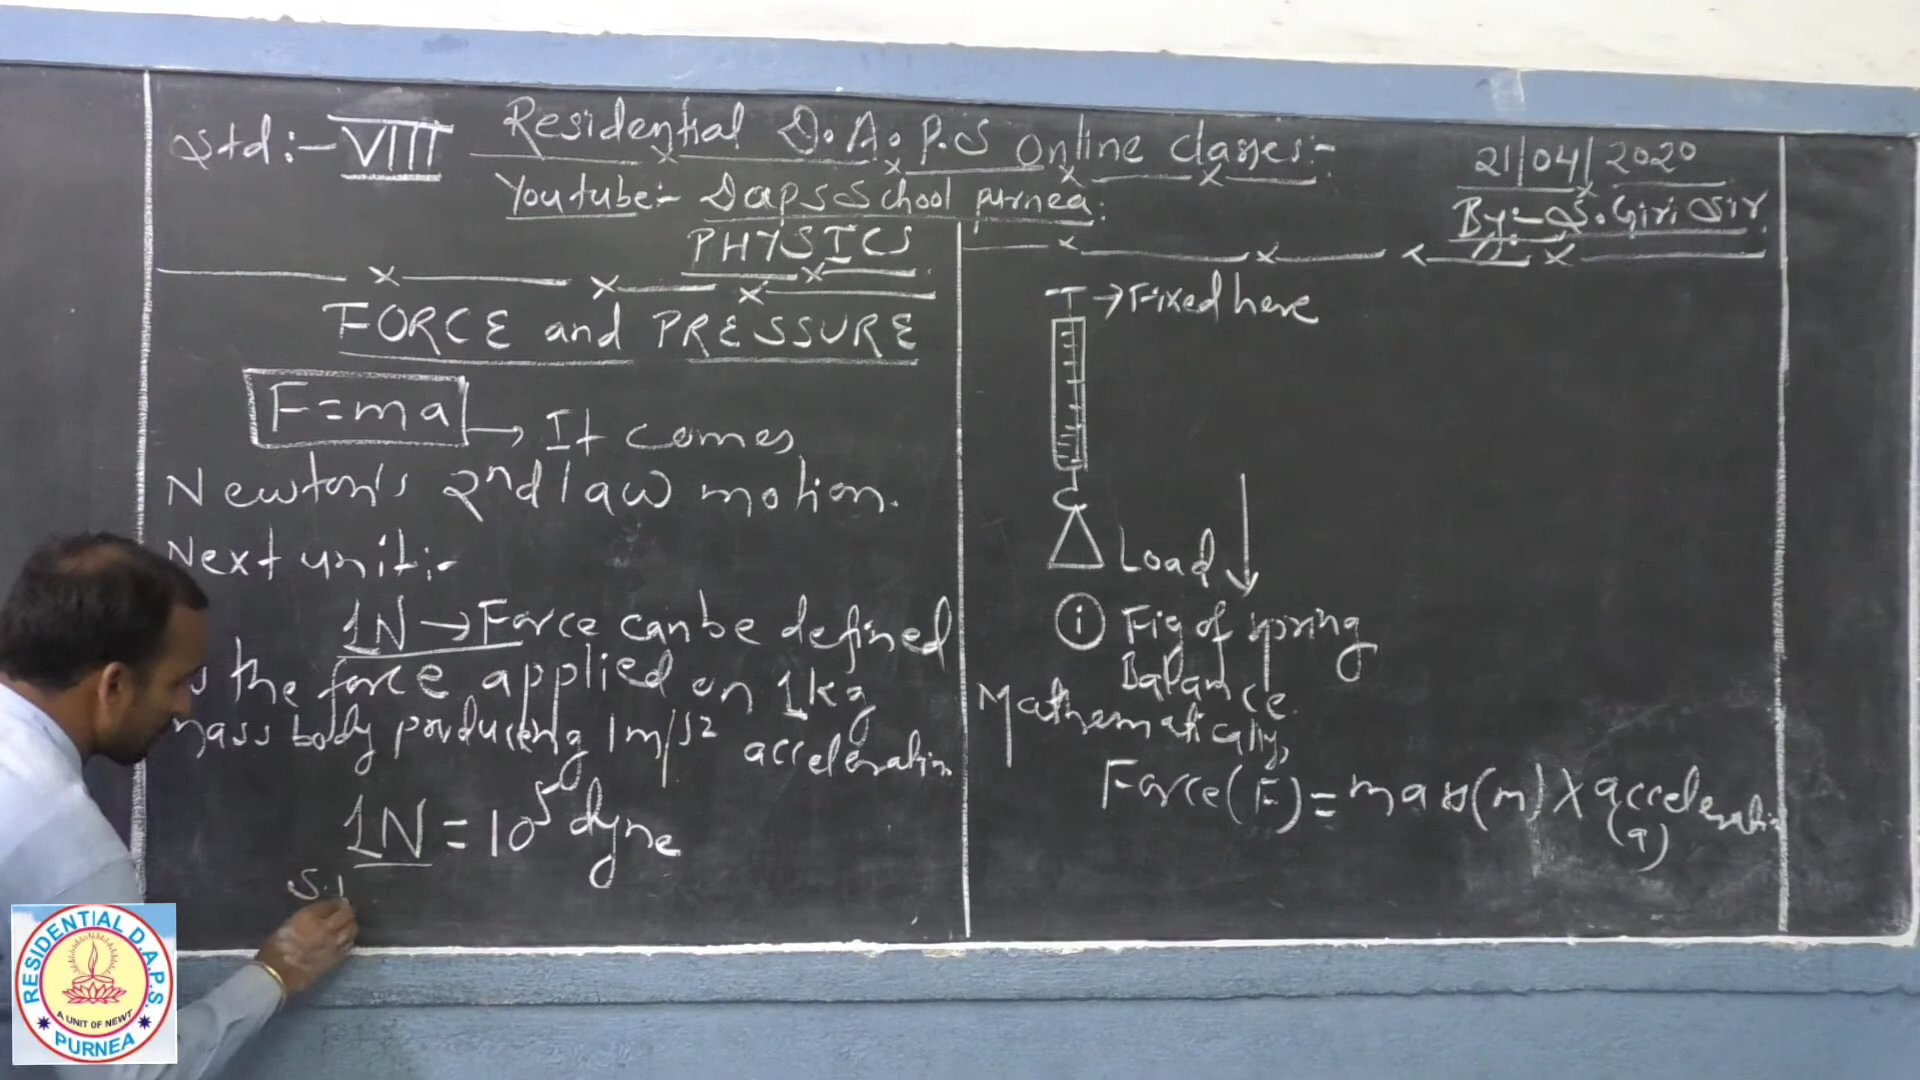 Std:- VIII
Residential D.A.P.S Online classes:-
Youtube:- Daps School purnea:
21/04/2020
By:- S. Giri Sir
PHYSICS
FORCE and PRESSURE
F=ma → It comes
Newton's 2nd law motion.
Next unit:-
1N → Force can be defined
the force applied on 1kg
mass body producing 1m/s² acceleration
1N = 10⁵ dyne
S.I
→ Fixed here
Load
i Fig of spring
Balance.
Mathematically,
Force(F) = mass(m) X acceleration
(a)
RESIDENTIAL D.A.P.S.
A UNIT OF NEWT
PURNEA